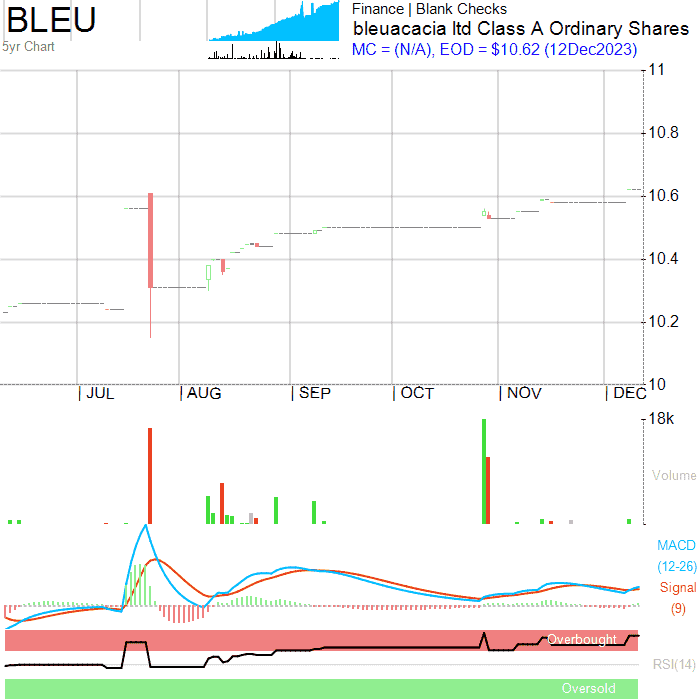 BLEU
5yr Chart
Finance | Blank Checks
bleuacacia ltd Class A Ordinary Shares
MC = (N/A), EOD = $10.62 (12Dec2023)
11
10.8
10.6
10.4
10.2
10
| JUL | AUG | SEP | OCT | NOV | DEC
18k
Volume
MACD
(12-26)
Signal
(9)
Overbought
RSI(14)
Oversold